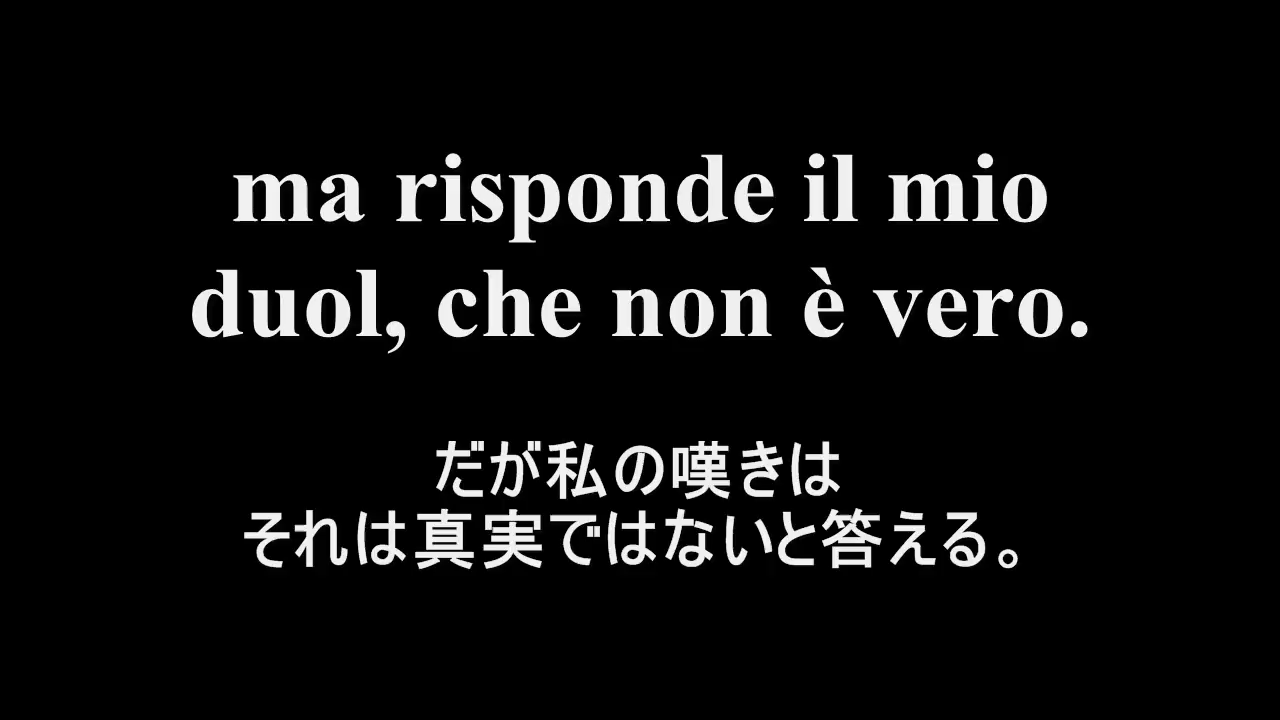 ma risponde il mio
duol, che non è vero.
だが私の嘆きは
それは真実ではないと答える。